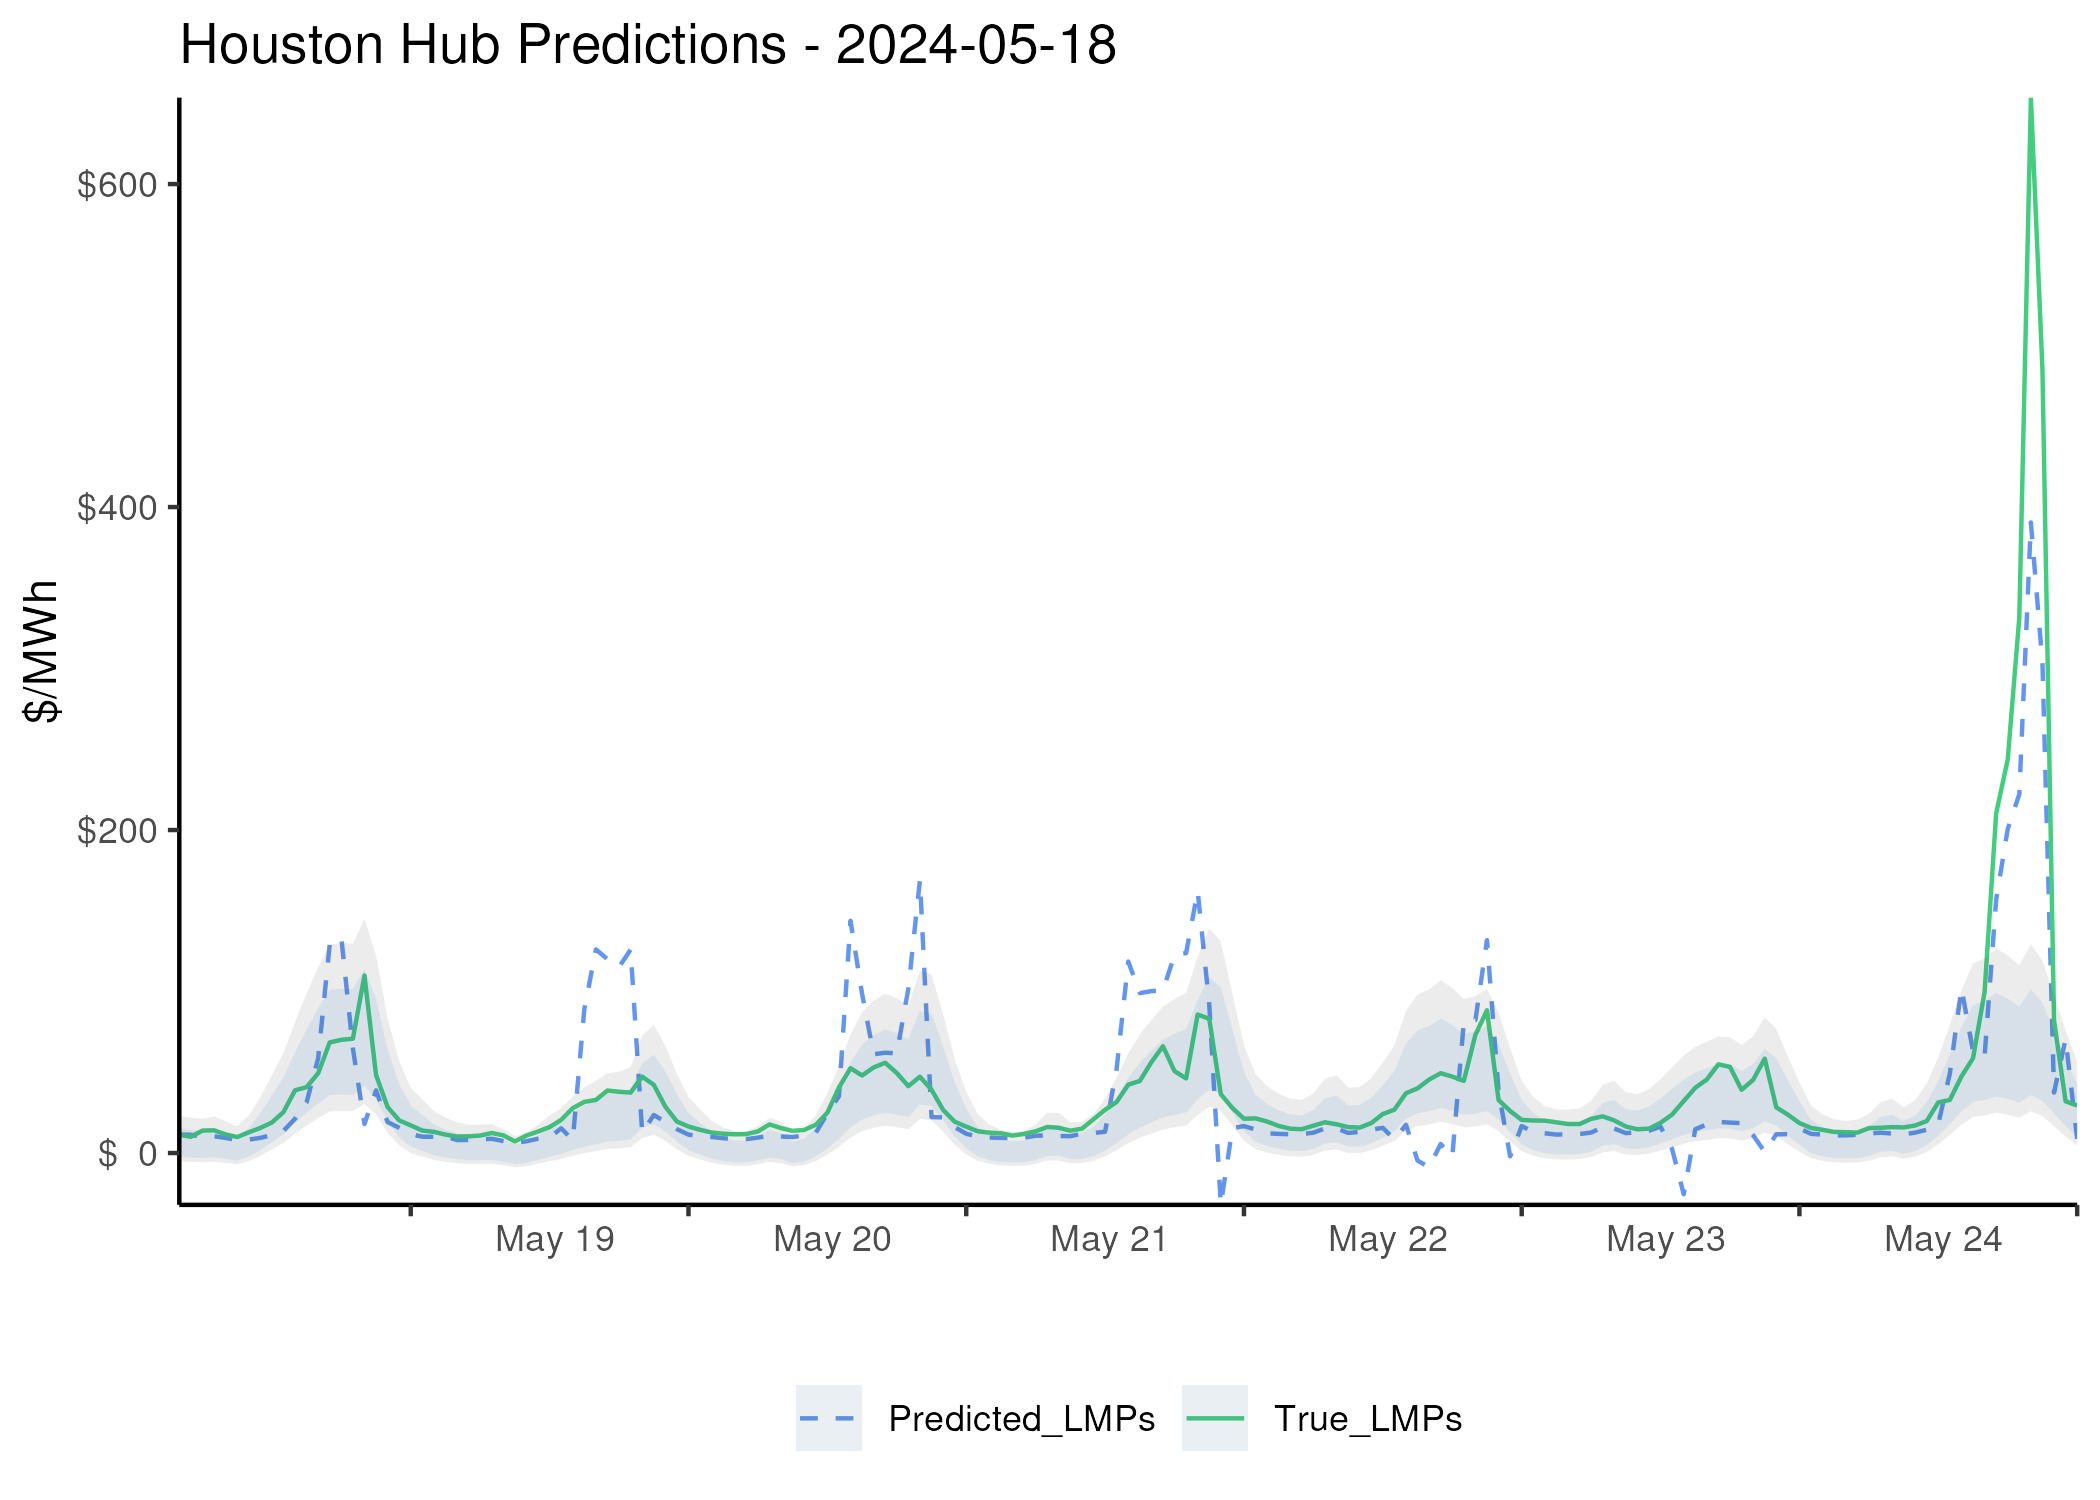 Houston Hub Predictions - 2024-05-18
$/MWh
$600
$400
$200
$ 0
May 19 May 20 May 21 May 22 May 23 May 24
Predicted_LMPs True_LMPs